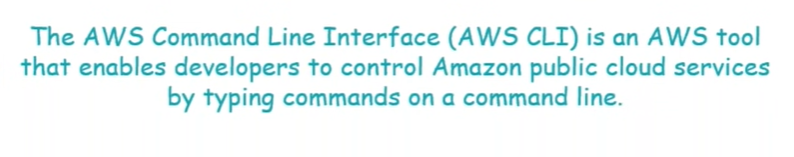 The AWS Command Line Interface (AWS CLI) is an AWS tool
that enables developers to control Amazon public cloud services
by typing commands on a command line.